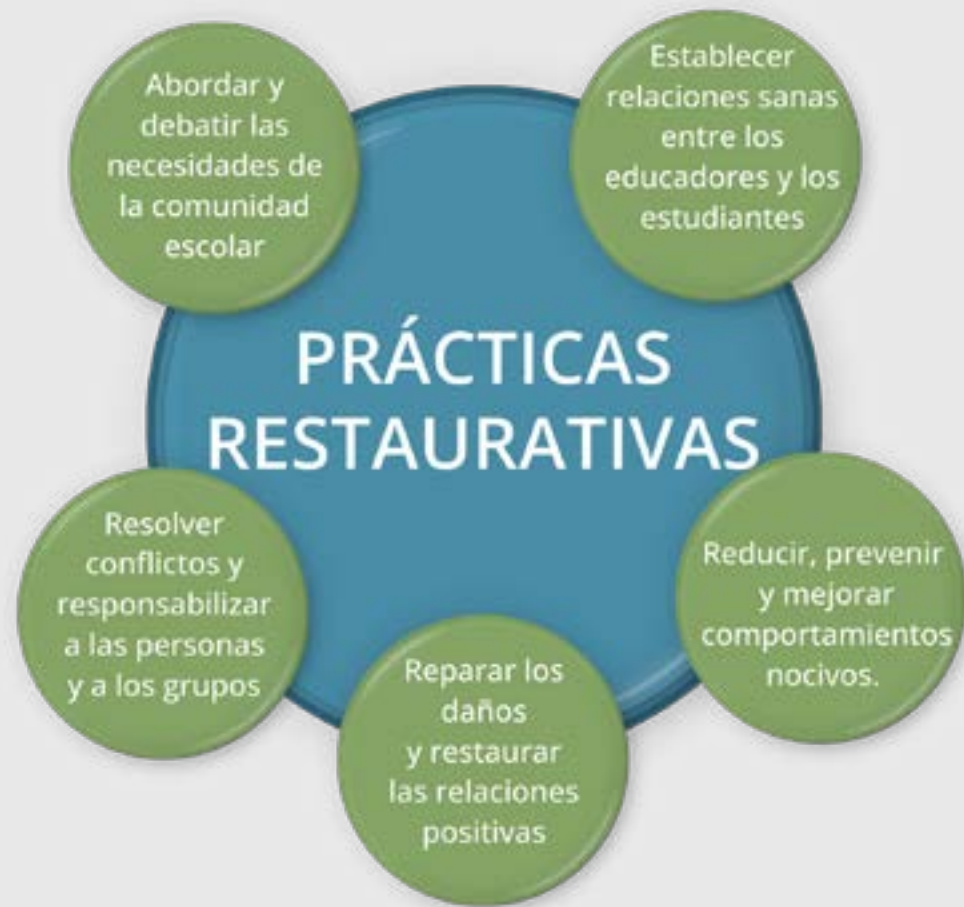 Abordar y
debatir las
necesidades de
la comunidad
escolar
Establecer
relaciones sanas
entre los
educadores y los
estudiantes
PRÁCTICAS
RESTAURATIVAS
Resolver
conflictos y
responsabilizar
a las personas
y a los grupos
Reparar los
daños
y restaurar
las relaciones
positivas
Reducir, prevenir
y mejorar
comportamientos
nocivos.